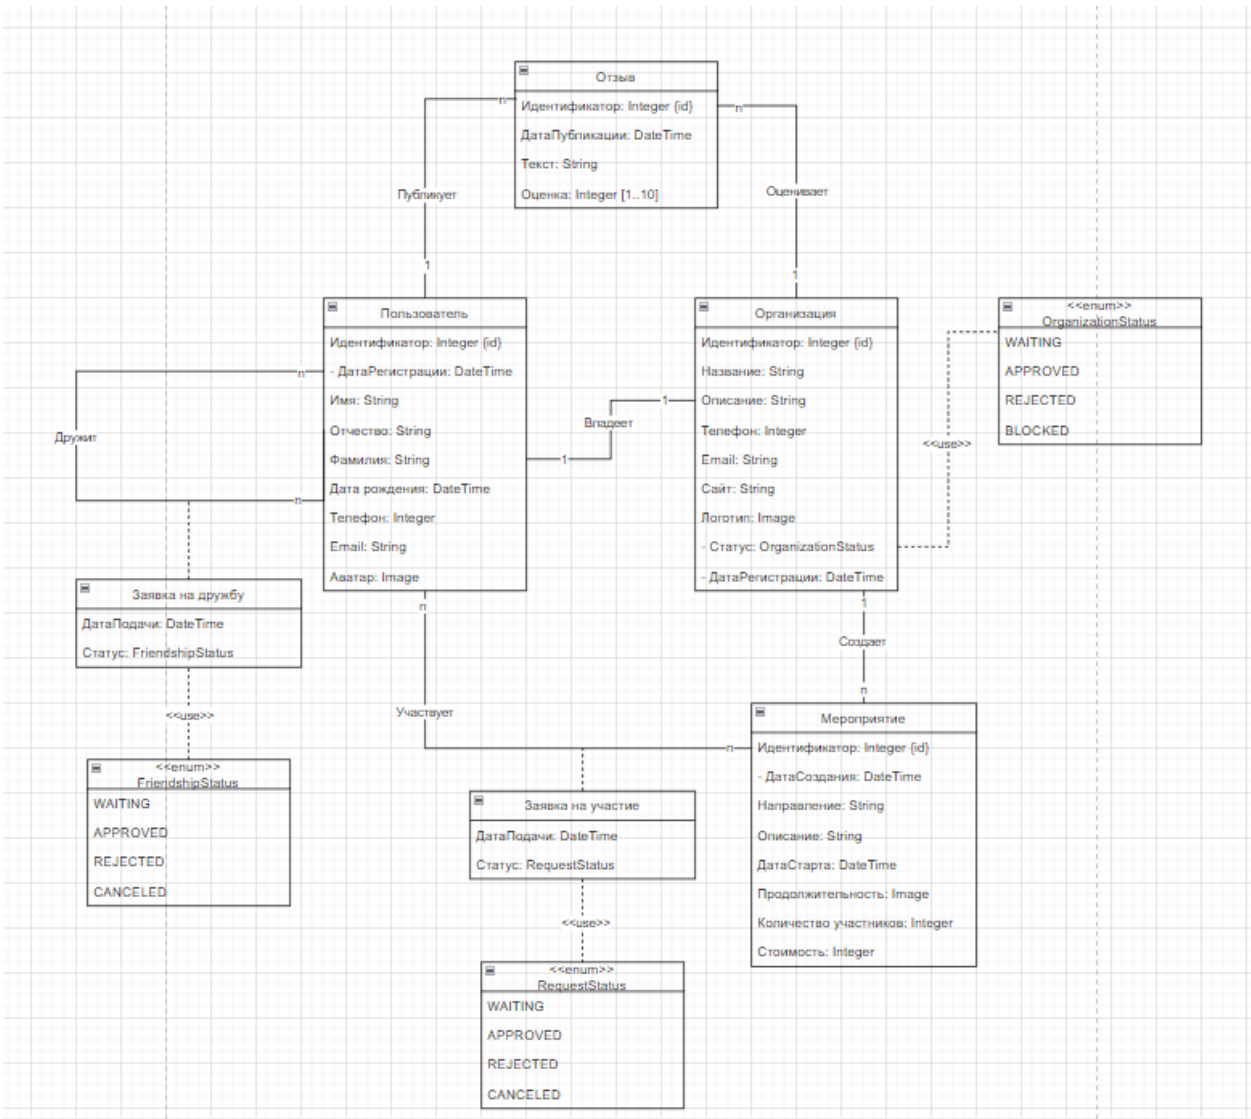 Отзыв
Идентификатор: Integer {id}
ДатаПубликации: DateTime
Текст: String
Оценка: Integer [1..10]
n
n
Публикует
Оценивает
1
1
Пользователь
Идентификатор: Integer {id}
- ДатаРегистрации: DateTime
Имя: String
Отчество: String
Фамилия: String
Дата рождения: DateTime
Телефон: Integer
Email: String
Аватар: Image
n
Дружит
n
1
Владеет
1
Организация
Идентификатор: Integer {id}
Название: String
Описание: String
Телефон: Integer
Email: String
Сайт: String
Логотип: Image
- Статус: OrganizationStatus
- ДатаРегистрации: DateTime
<<use>>
<<enum>>
OrganizationStatus
WAITING
APPROVED
REJECTED
BLOCKED
Заявка на дружбу
ДатаПодачи: DateTime
Статус: FriendshipStatus
<<use>>
<<enum>>
FriendshipStatus
WAITING
APPROVED
REJECTED
CANCELED
n
Участвует
n
1
Создает
n
Мероприятие
Идентификатор: Integer {id}
- ДатаСоздания: DateTime
Направление: String
Описание: String
ДатаСтарта: DateTime
Продолжительность: Image
Количество участников: Integer
Стоимость: Integer
Заявка на участие
ДатаПодачи: DateTime
Статус: RequestStatus
<<use>>
<<enum>>
RequestStatus
WAITING
APPROVED
REJECTED
CANCELED